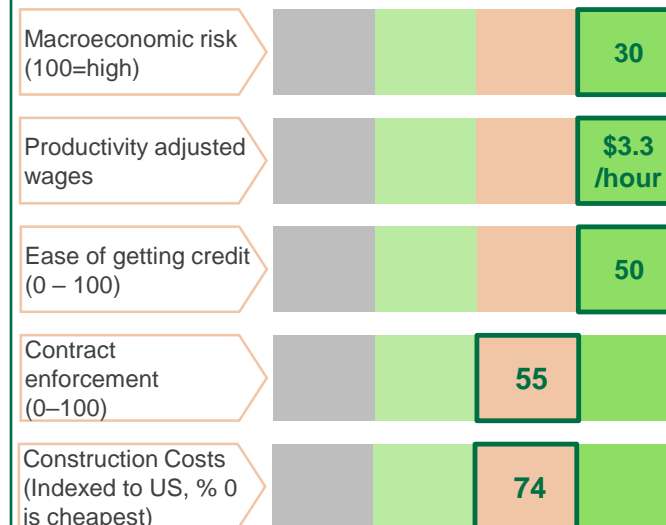 Macroeconomic risk
(100=high)
30
Productivity adjusted
wages
$3.3
/hour
Ease of getting credit
(0 – 100)
50
Contract
enforcement
(0–100)
55
Construction Costs
(Indexed to US, % 0
is cheapest)
74